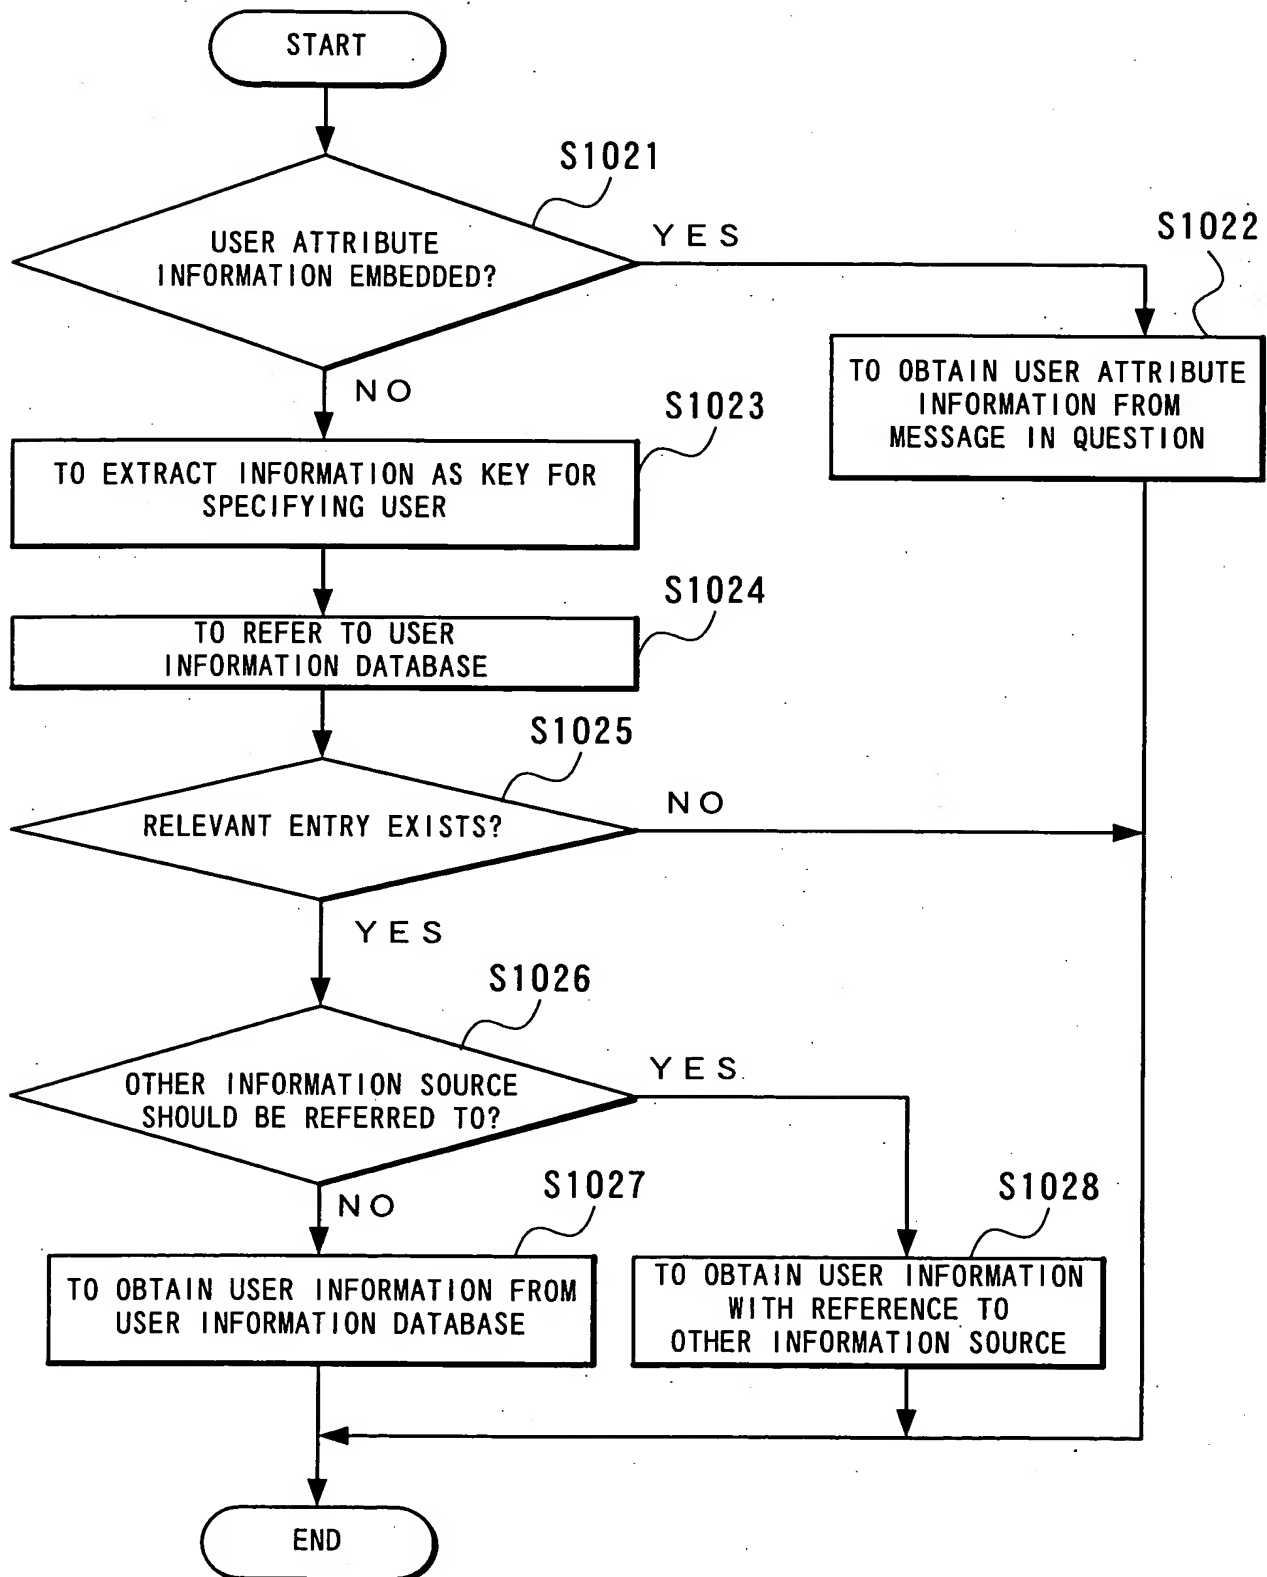 START
S1021
USER ATTRIBUTE
INFORMATION EMBEDDED?
YES
S1022
TO OBTAIN USER ATTRIBUTE
INFORMATION FROM
MESSAGE IN QUESTION
NO
S1023
TO EXTRACT INFORMATION AS KEY FOR
SPECIFYING USER
S1024
TO REFER TO USER
INFORMATION DATABASE
S1025
RELEVANT ENTRY EXISTS?
NO
YES
S1026
OTHER INFORMATION SOURCE
SHOULD BE REFERRED TO?
YES
NO
S1027
TO OBTAIN USER INFORMATION FROM
USER INFORMATION DATABASE
S1028
TO OBTAIN USER INFORMATION
WITH REFERENCE TO
OTHER INFORMATION SOURCE
END